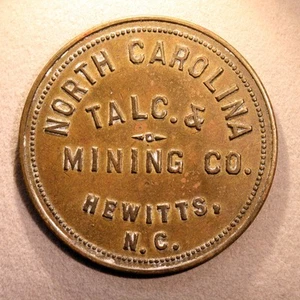 NORTH CAROLINA
TALC. &
MINING CO.
HEWITTS,
N.C.